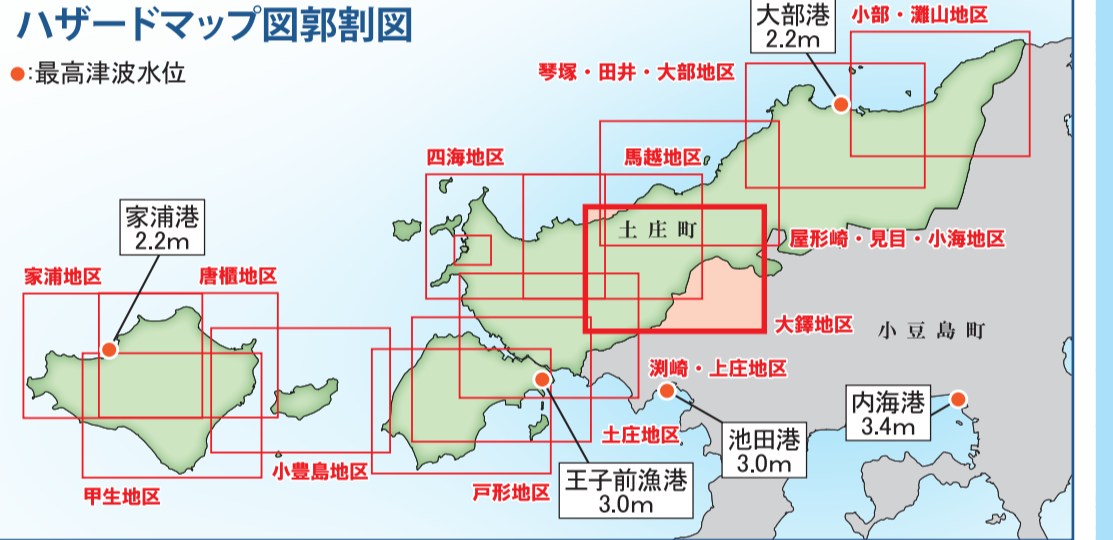 ハザードマップ図郭割図
●:最高津波水位
大部港
2.2m
小部・灘山地区
琴塚・田井・大部地区
四海地区
馬越地区
土庄町
家浦港
2.2m
屋形崎・見目・小海地区
家浦地区
唐櫃地区
大鐸地区
小豆島町
渕崎・上庄地区
内海港
3.4m
土庄地区
池田港
3.0m
小豊島地区
王子前漁港
3.0m
戸形地区
甲生地区